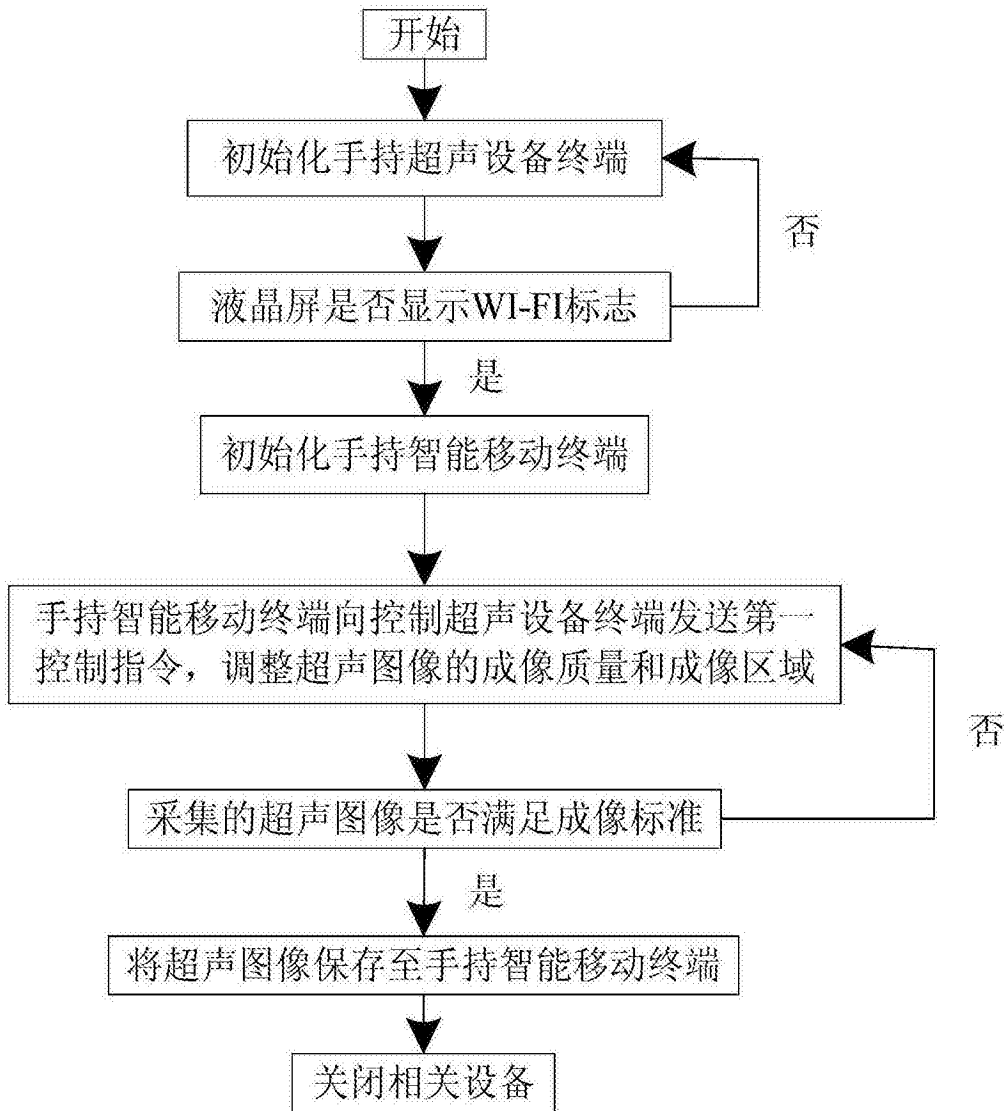 开始
初始化手持超声设备终端
否
液晶屏是否显示WI-FI标志
是
初始化手持智能移动终端
手持智能移动终端向控制超声设备终端发送第一
控制指令，调整超声图像的成像质量和成像区域
否
采集的超声图像是否满足成像标准
是
将超声图像保存至手持智能移动终端
关闭相关设备